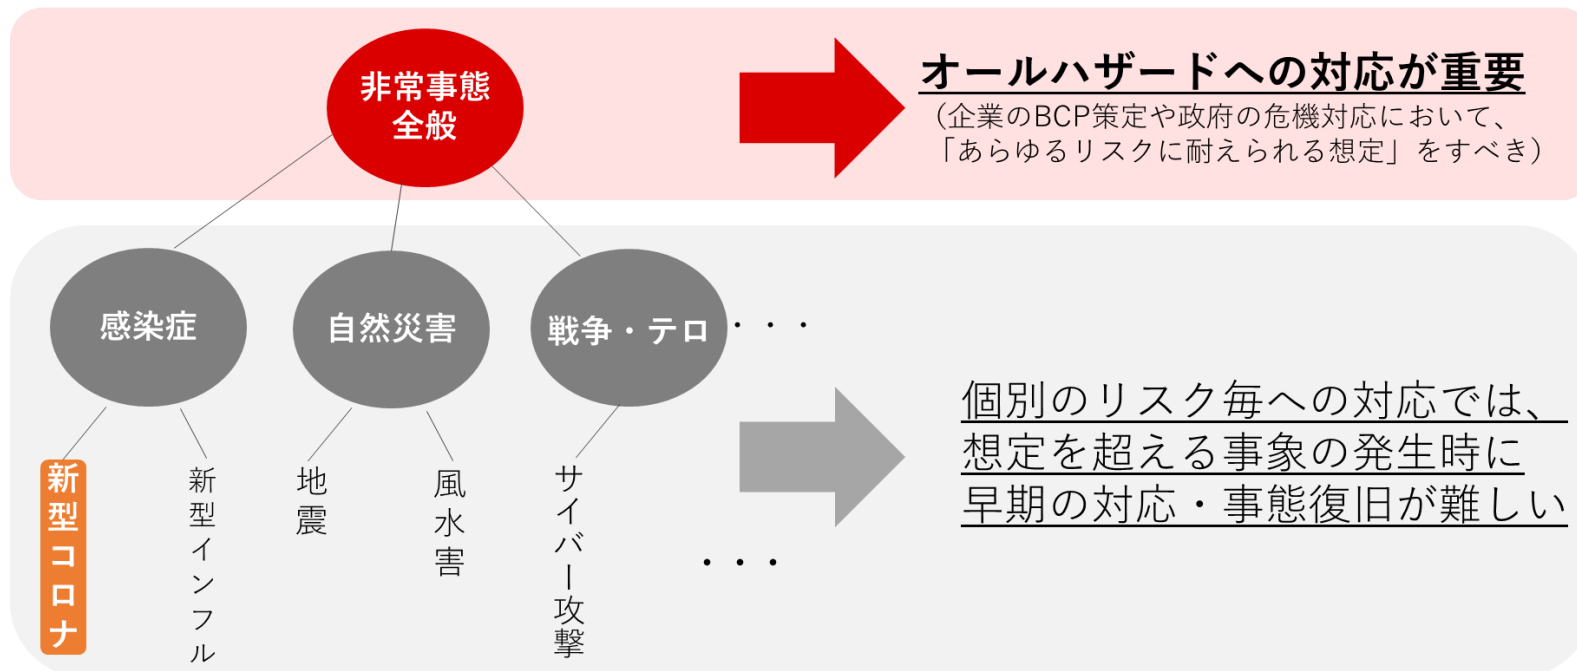 非常事態
全般
オールハザードへの対応が重要
（企業のBCP策定や政府の危機対応において、
「あらゆるリスクに耐えられる想定」をすべき）
感染症
自然災害
戦争・テロ
・・・
新型コロナ
新型インフル
地震
風水害
サイバー攻撃
・・・
個別のリスク毎への対応では、
想定を超える事象の発生時に
早期の対応・事態復旧が難しい